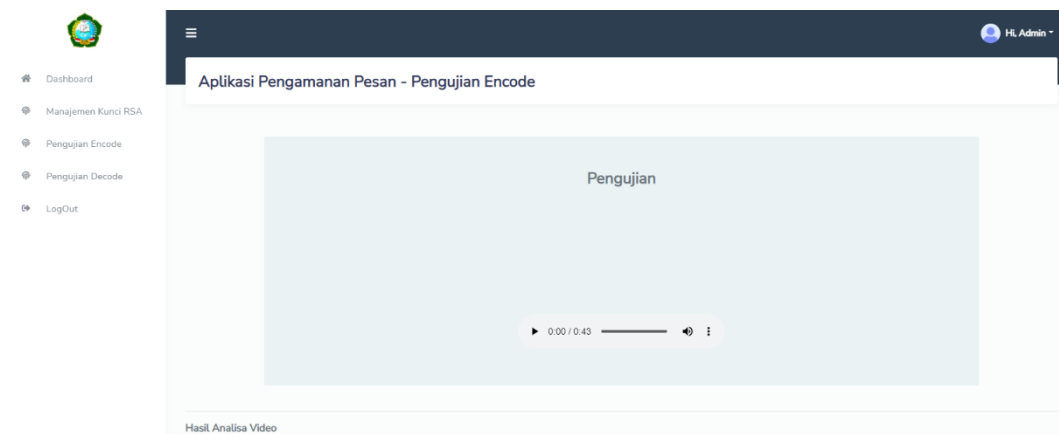 Hi, Admin
Dashboard
Manajemen Kunci RSA
Pengujian Encode
Pengujian Decode
LogOut
Aplikasi Pengamanan Pesan - Pengujian Encode
Pengujian
0:00 / 0:43
Hasil Analisa Video